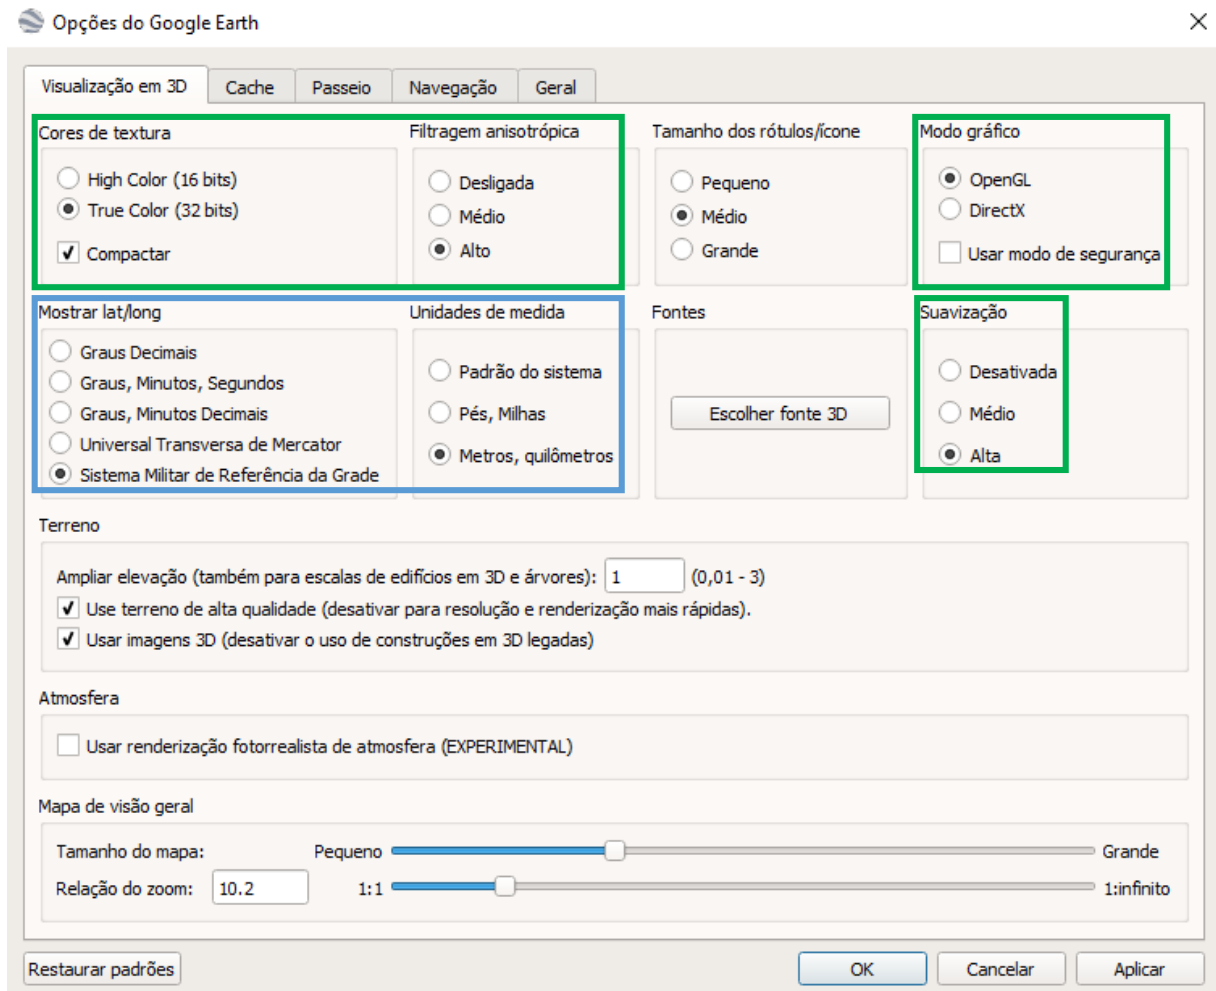 Opções do Google Earth
Visualização em 3D Cache Passeio Navegação Geral
Cores de textura
High Color (16 bits)
True Color (32 bits)
Compactar
Filtragem anisotrópica
Desligada
Médio
Alto
Tamanho dos rótulos/ícone
Pequeno
Médio
Grande
Modo gráfico
OpenGL
DirectX
Usar modo de segurança
Mostrar lat/long
Graus Decimais
Graus, Minutos, Segundos
Graus, Minutos Decimais
Universal Transversa de Mercator
Sistema Militar de Referência da Grade
Unidades de medida
Padrão do sistema
Pés, Milhas
Metros, quilômetros
Fontes
Escolher fonte 3D
Suavização
Desativada
Médio
Alta
Terreno
Ampliar elevação (também para escalas de edifícios em 3D e árvores): 1 (0,01 - 3)
Use terreno de alta qualidade (desativar para resolução e renderização mais rápidas).
Usar imagens 3D (desativar o uso de construções em 3D legadas)
Atmosfera
Usar renderização fotorrealista de atmosfera (EXPERIMENTAL)
Mapa de visão geral
Tamanho do mapa: Pequeno Grande
Relação do zoom: 10.2 1:1 1:infinito
Restaurar padrões OK Cancelar Aplicar